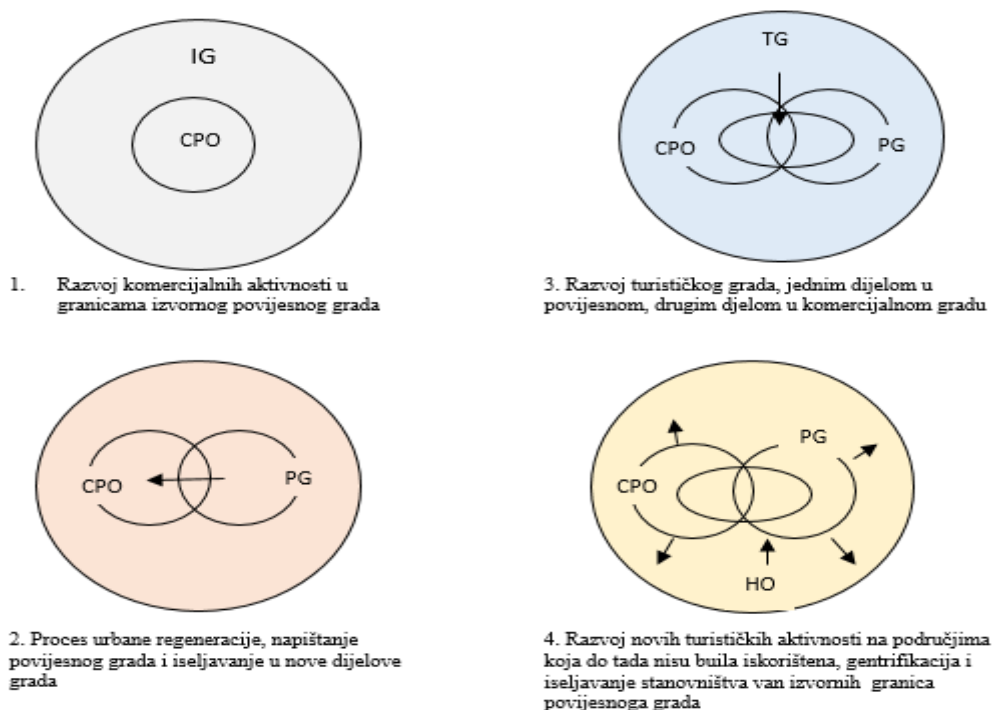 IG
CPO
1. Razvoj komercijalnih aktivnosti u
granicama izvornog povijesnog grada
TG
CPO
PG
3. Razvoj turističkog grada, jednim dijelom u
povijesnom, drugim djelom u komercijalnom gradu
CPO
PG
2. Proces urbane regeneracije, napištanje
povijesnog grada i iseljavanje u nove dijelove
grada
PG
CPO
HO
4. Razvoj novih turističkih aktivnosti na područjima
koja do tada nisu buila iskorištena, gentrifikacija i
iseljavanje stanovništva van izvornih granica
povijesnoga grada